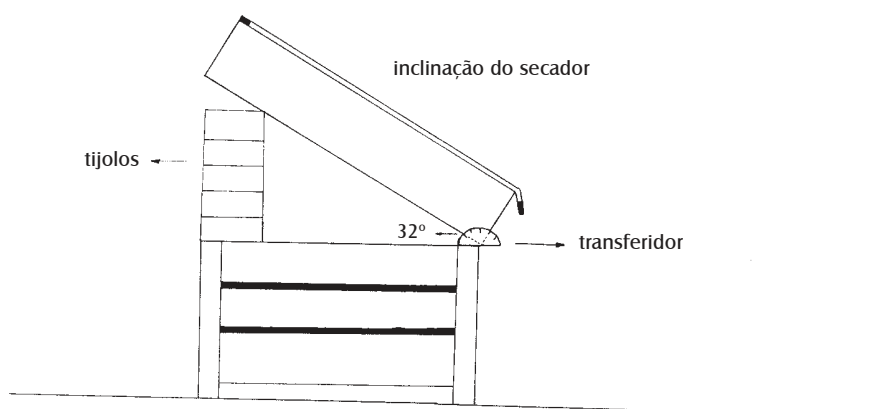 inclinação do secador
tijolos
32º
transferidor